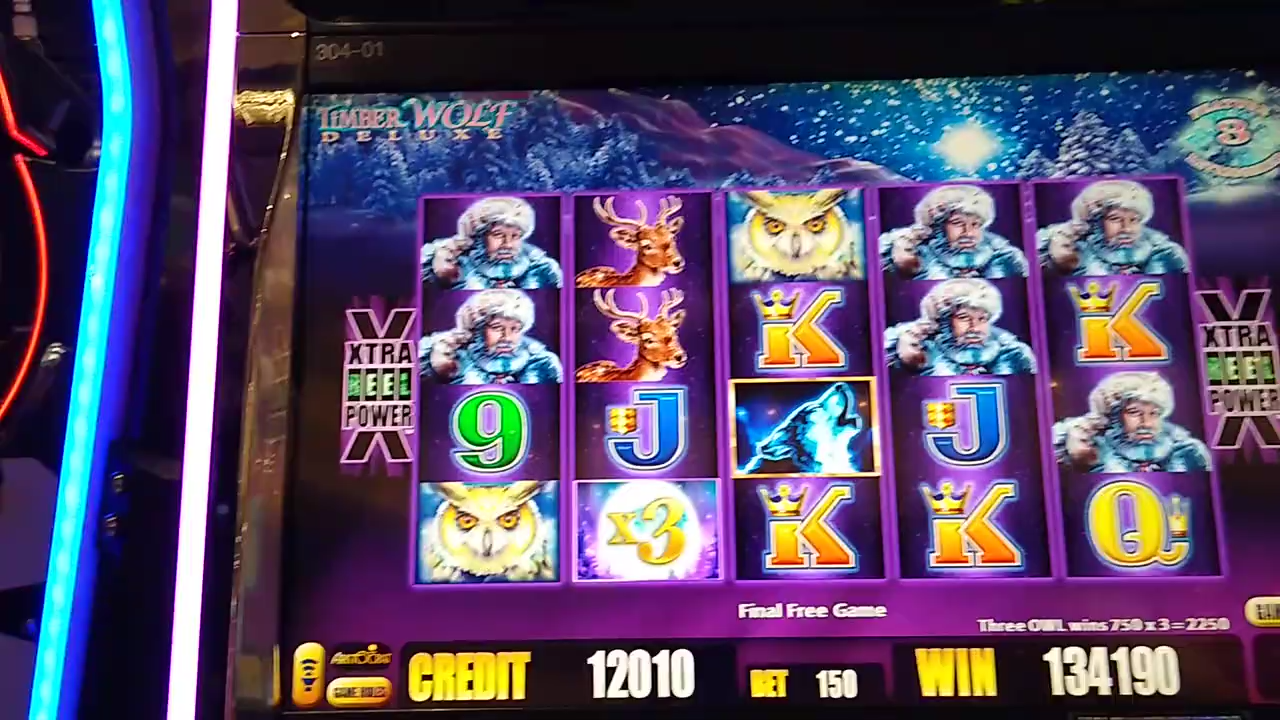 304-01
TIMBER WOLF
DELUXE
8
XTRA
REEL
POWER
XTRA
REEL
POWER
K
K
9
J
J
x3
K
K
Q
Final Free Game
Three OWL wins 750 x 3 = 2250
CREDIT
12010
BET
150
WIN
134190